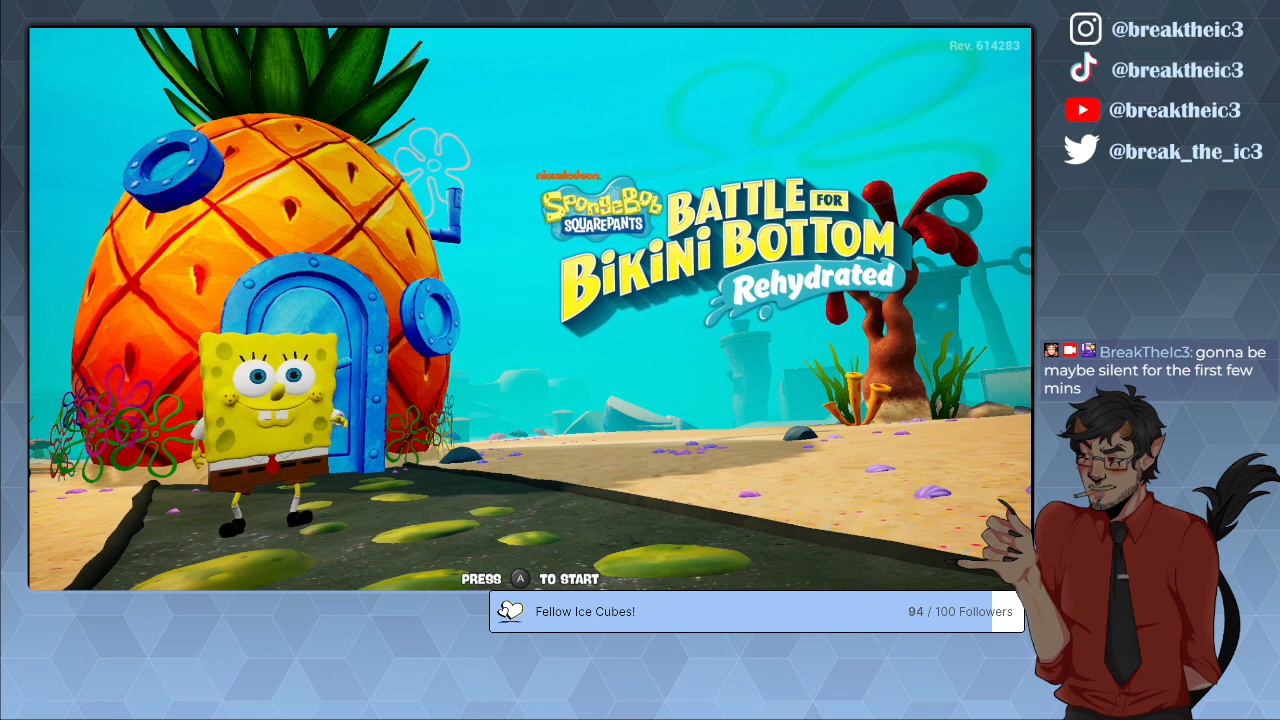 Rev. 614283
nickelodeon
SpongeBob
SQUAREPANTS
BATTLE FOR
BiKiNi BOTTOM
Rehydrated
PRESS A TO START
Fellow Ice Cubes!
94 / 100 Followers
@breaktheic3
@breaktheic3
@breaktheic3
@break_the_ic3
BreakTheIc3: gonna be
maybe silent for the first few
mins